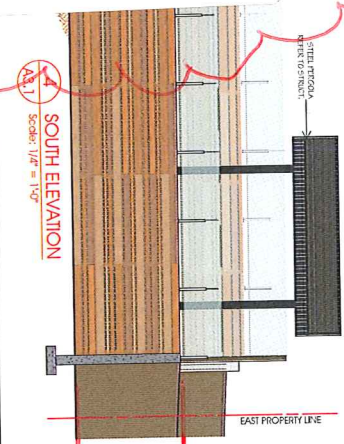 STEEL PERGOLA
REFER TO STRUCT.
EAST PROPERTY LINE
4
A3.1
SOUTH ELEVATION
Scale: 1/4" = 1'-0"